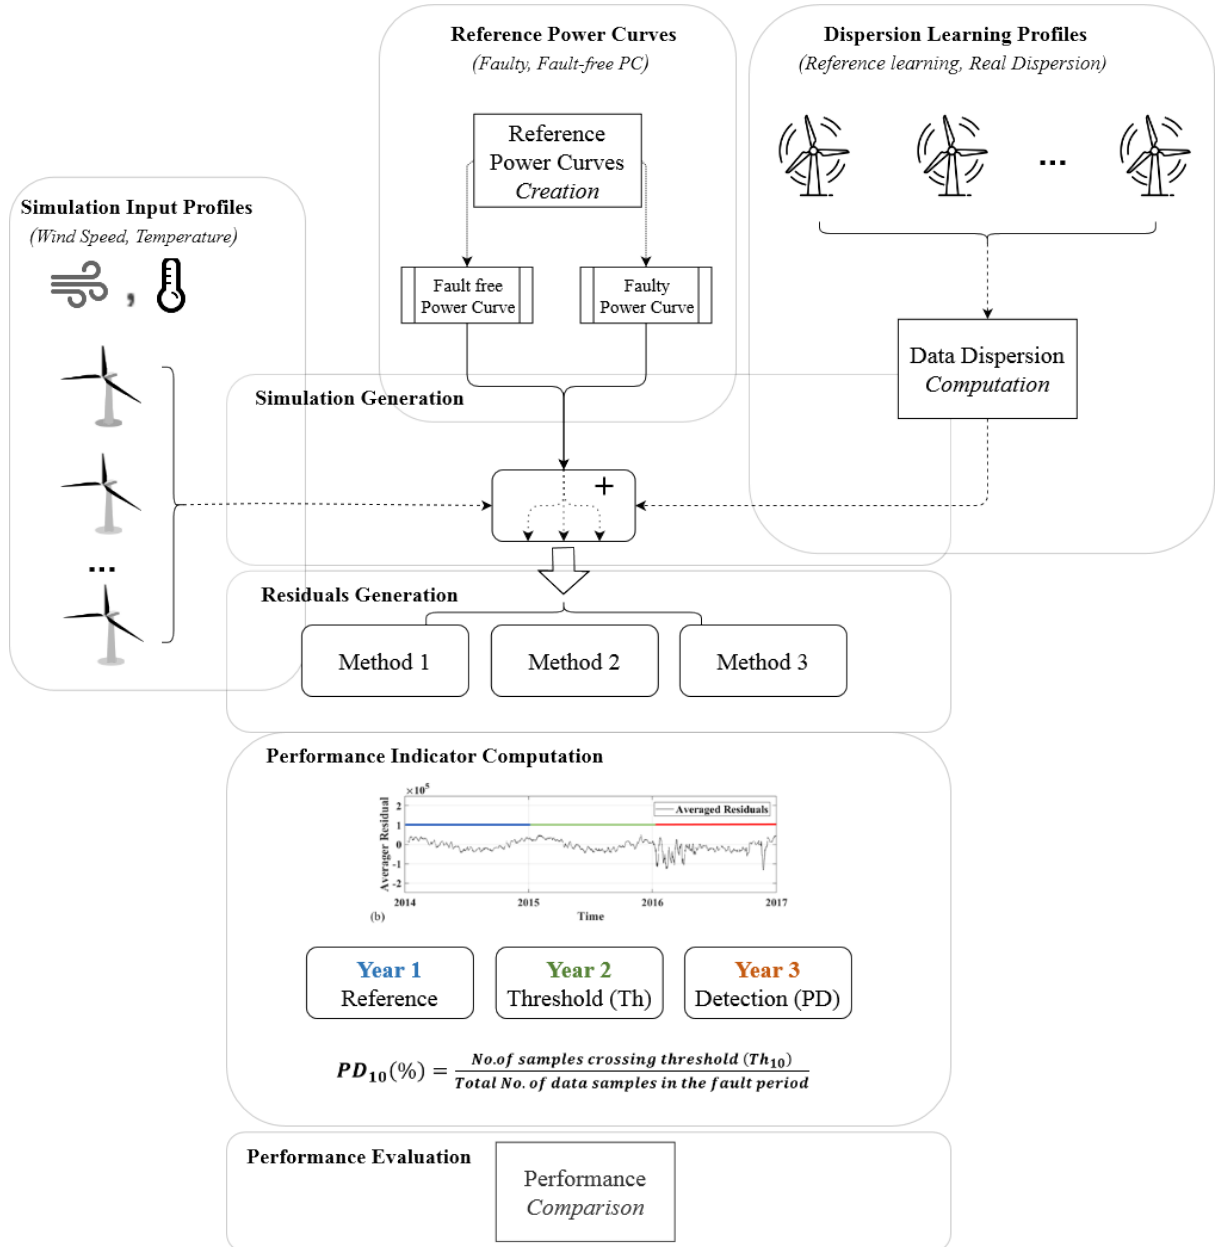 Reference Power Curves
(Faulty, Fault-free PC)
Dispersion Learning Profiles
(Reference learning, Real Dispersion)
Reference
Power Curves
Creation
...
Simulation Input Profiles
(Wind Speed, Temperature)
,
Fault free
Power Curve
Faulty
Power Curve
Data Dispersion
Computation
Simulation Generation
+
...
Residuals Generation
Method 1
Method 2
Method 3
Performance Indicator Computation
×10⁵
Averager Residual
2
1
0
-1
-2
Averaged Residuals
2014
2015
2016
2017
(b)
Time
Year 1
Reference
Year 2
Threshold (Th)
Year 3
Detection (PD)
PD₁₀(%) = No.of samples crossing threshold (Th₁₀) / Total No. of data samples in the fault period
Performance Evaluation
Performance
Comparison